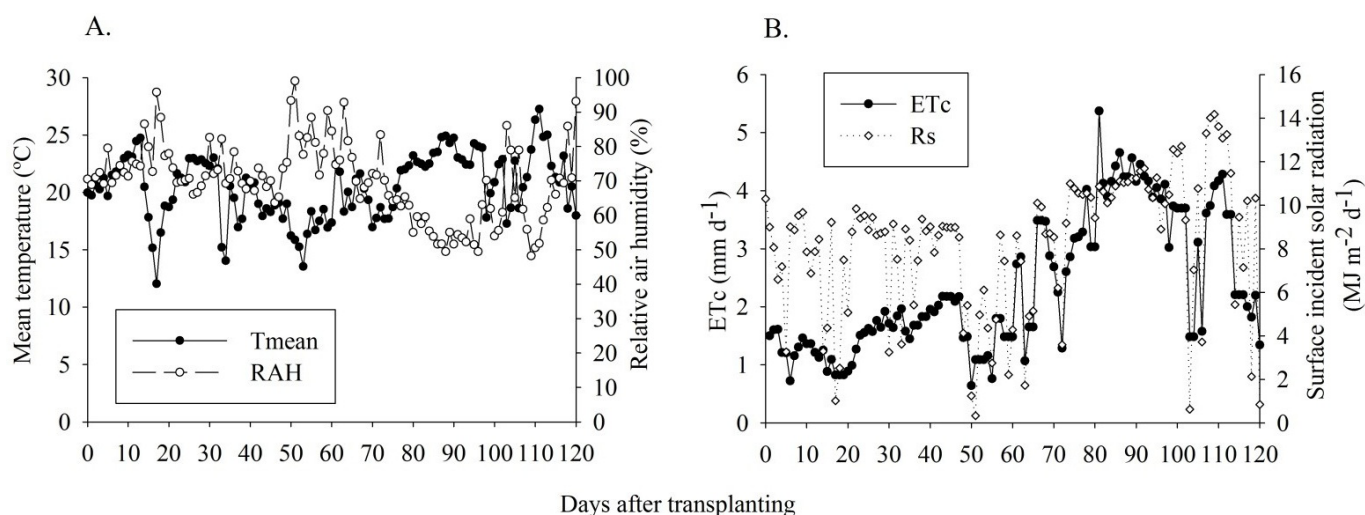 A.
B.
Mean temperature (ºC)
30
25
20
15
10
5
0
Tmean
RAH
100
90
80
70
60
50
40
30
20
10
0
Relative air humidity (%)
0 10 20 30 40 50 60 70 80 90 100 110 120
ETc (mm d-1)
6
5
4
3
2
1
0
ETc
Rs
16
14
12
10
8
6
4
2
0
Surface incident solar radiation
(MJ m-2 d-1)
0 10 20 30 40 50 60 70 80 90 100 110 120
Days after transplanting